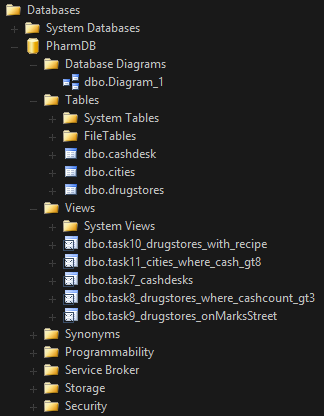 Databases
System Databases
PharmDB
Database Diagrams
dbo.Diagram_1
Tables
System Tables
FileTables
dbo.cashdesk
dbo.cities
dbo.drugstores
Views
System Views
dbo.task10_drugstores_with_recipe
dbo.task11_cities_where_cash_gt8
dbo.task7_cashdesks
dbo.task8_drugstores_where_cashcount_gt3
dbo.task9_drugstores_onMarksStreet
Synonyms
Programmability
Service Broker
Storage
Security